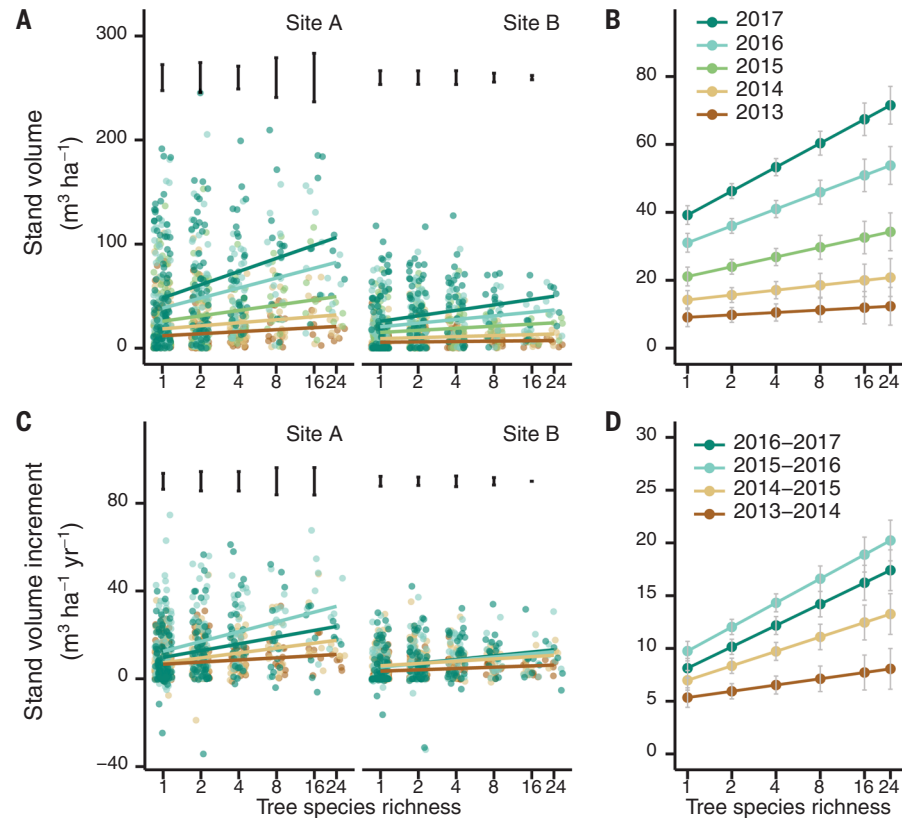 A
Site A
Site B
Stand volume
(m³ ha⁻¹)
300
200
100
0
1 2 4 8 16 24
1 2 4 8 16 24
B
2017
2016
2015
2014
2013
80
60
40
20
0
1 2 4 8 16 24
C
Site A
Site B
Stand volume increment
(m³ ha⁻¹ yr⁻¹)
80
40
0
−40
1 2 4 8 16 24
1 2 4 8 16 24
Tree species richness
D
2016–2017
2015–2016
2014–2015
2013–2014
30
25
20
15
10
5
0
1 2 4 8 16 24
Tree species richness